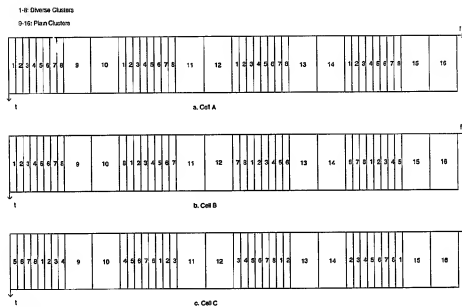 1-8: Diverse Clusters
9-16: Plain Clusters
f
1 2 3 4 5 6 7 8 9 10 1 2 3 4 5 6 7 8 11 12 1 2 3 4 5 6 7 8 13 14 1 2 3 4 5 6 7 8 15 16
t
a. Cell A
f
1 2 3 4 5 6 7 8 9 10 8 1 2 3 4 5 6 7 11 12 7 8 1 2 3 4 5 6 13 14 6 7 8 1 2 3 4 5 15 16
t
b. Cell B
5 6 7 8 1 2 3 4 9 10 4 5 6 7 8 1 2 3 11 12 3 4 5 6 7 8 1 2 13 14 2 3 4 5 6 7 8 1 15 16
t
c. Cell C